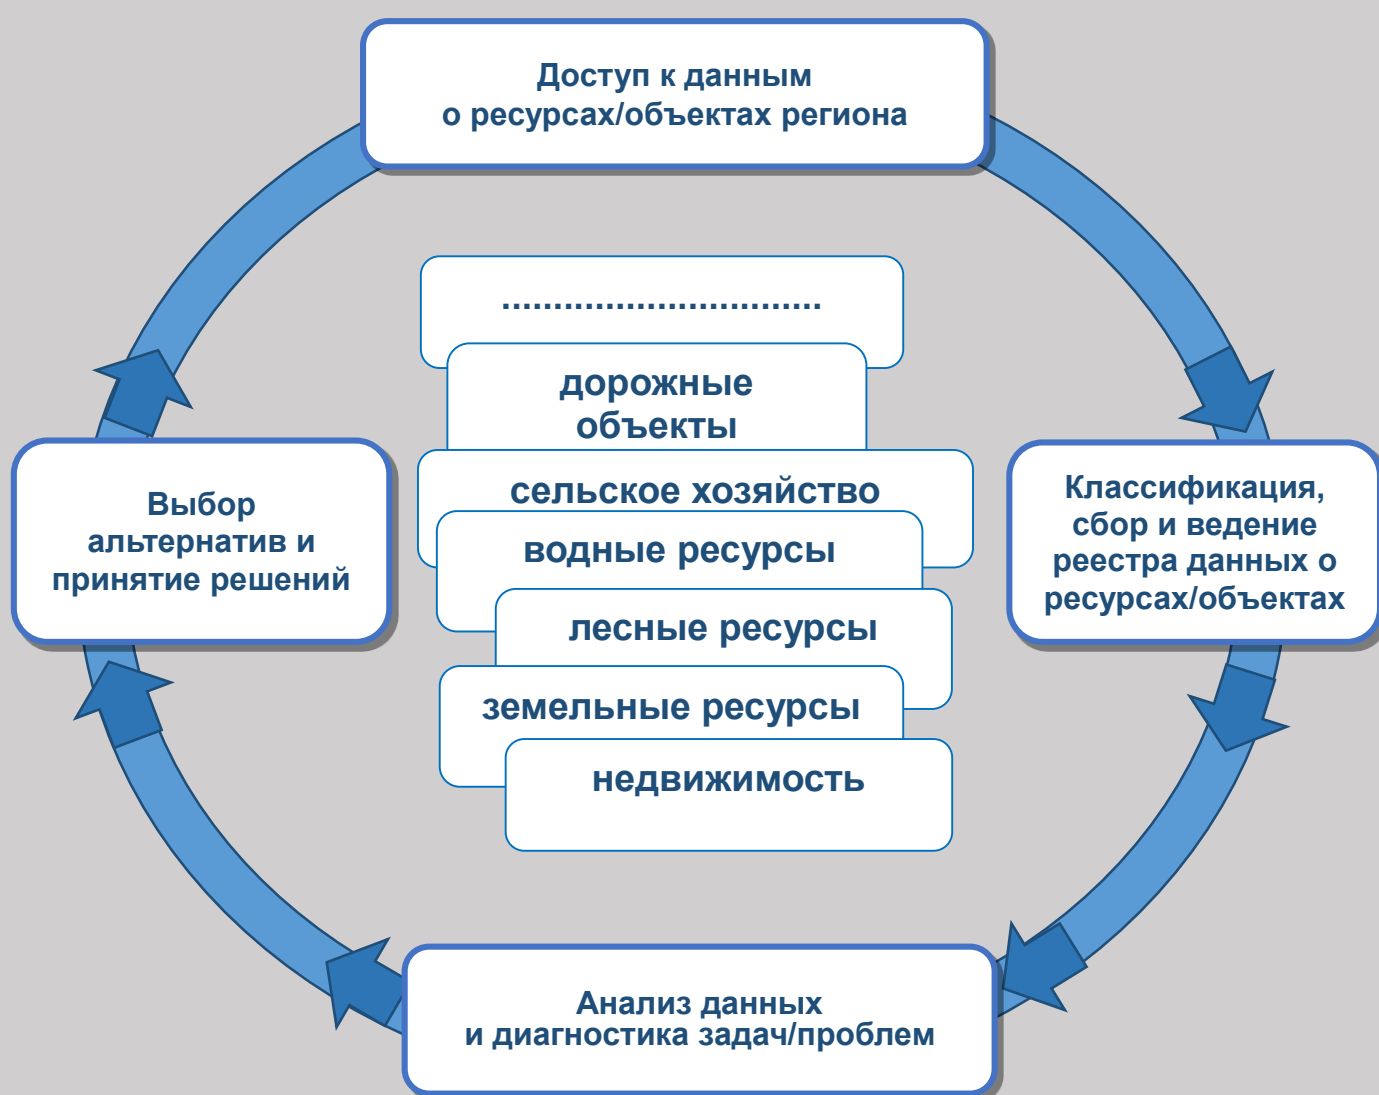 Доступ к данным
о ресурсах/объектах региона
...............................
дорожные
объекты
сельское хозяйство
водные ресурсы
лесные ресурсы
земельные ресурсы
недвижимость
Выбор
альтернатив и
принятие решений
Классификация,
сбор и ведение
реестра данных о
ресурсах/объектах
Анализ данных
и диагностика задач/проблем